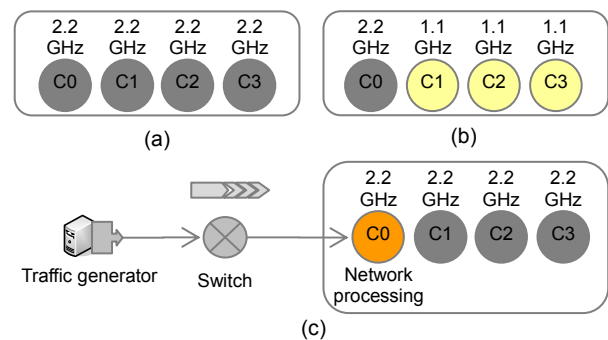 2.2 2.2 2.2 2.2
GHz GHz GHz GHz
C0 C1 C2 C3
(a)
2.2 1.1 1.1 1.1
GHz GHz GHz GHz
C0 C1 C2 C3
(b)
2.2 2.2 2.2 2.2
GHz GHz GHz GHz
C0 C1 C2 C3
Traffic generator
Switch
Network
processing
(c)